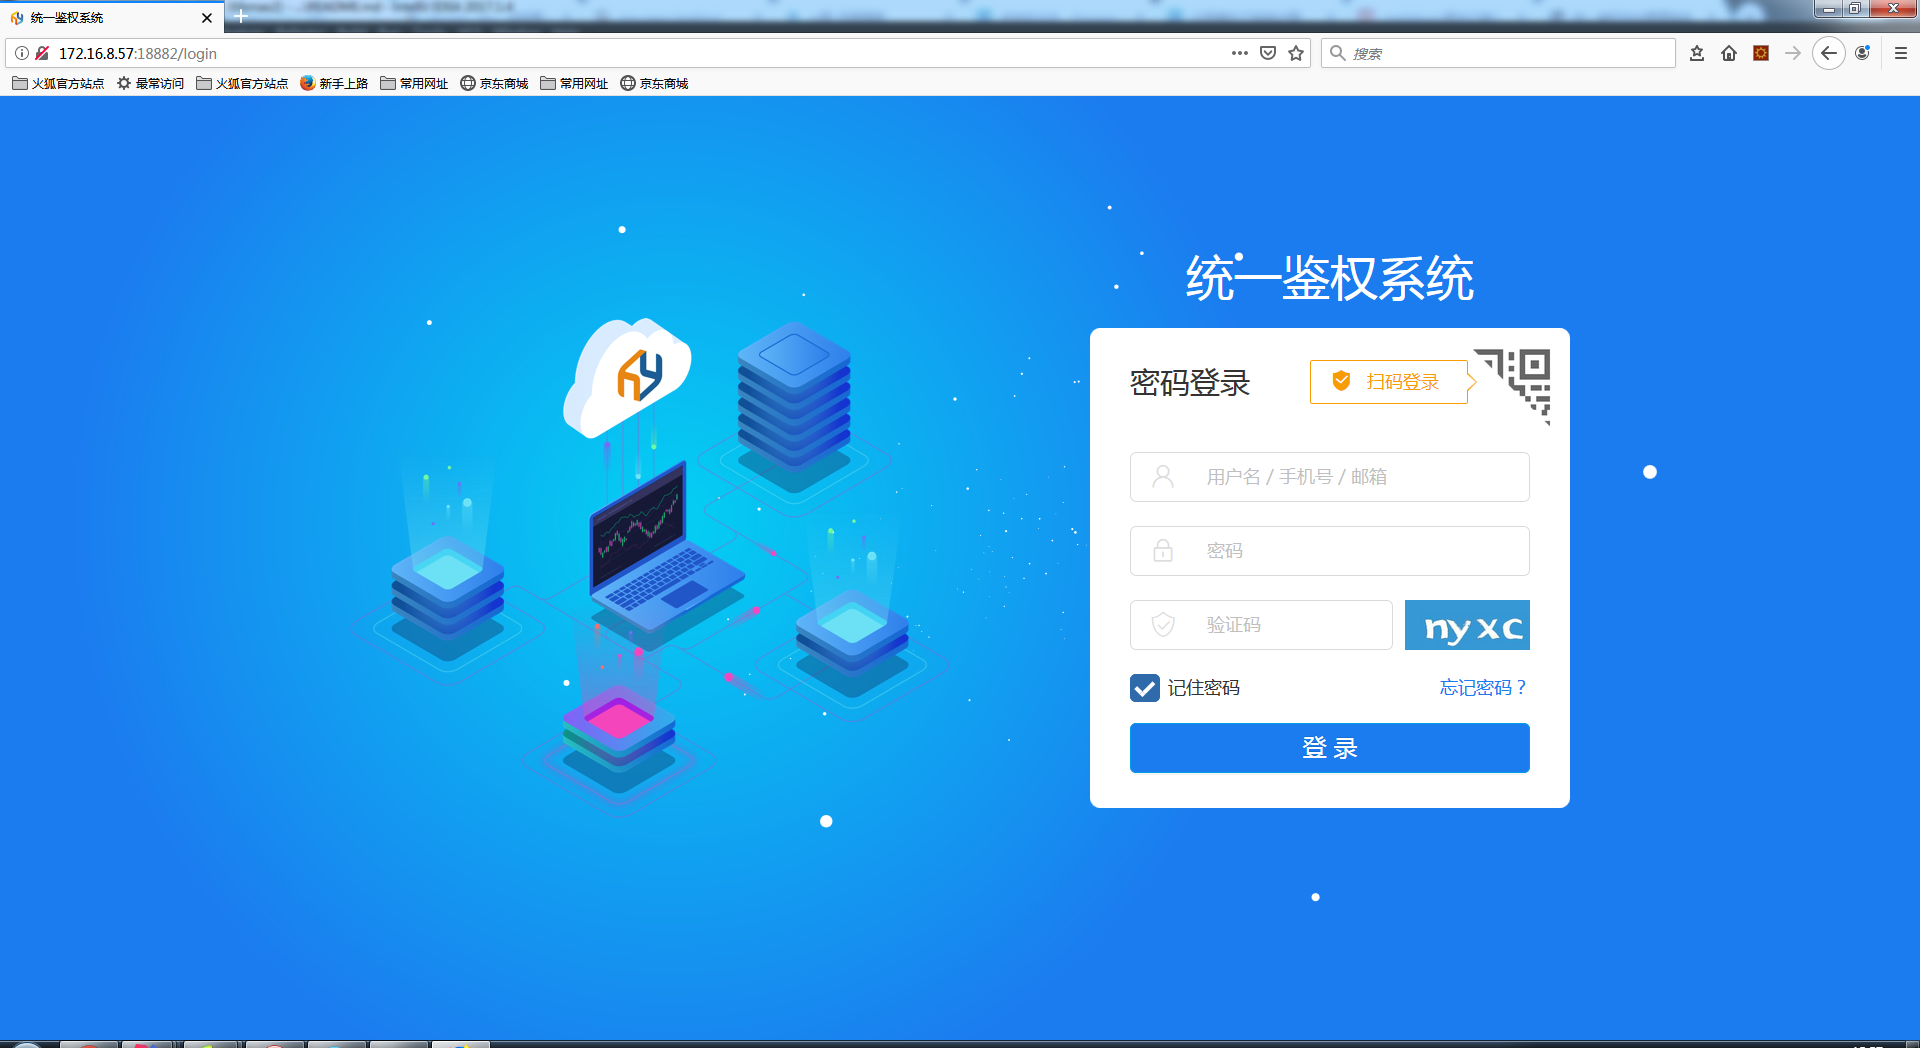 统一鉴权系统
172.16.8.57:18882/login
搜索
火狐官方站点 最常访问 火狐官方站点 新手上路 常用网址 京东商城 常用网址 京东商城
统一鉴权系统
密码登录
扫码登录
用户名 / 手机号 / 邮箱
密码
验证码
nyxc
记住密码
忘记密码？
登 录